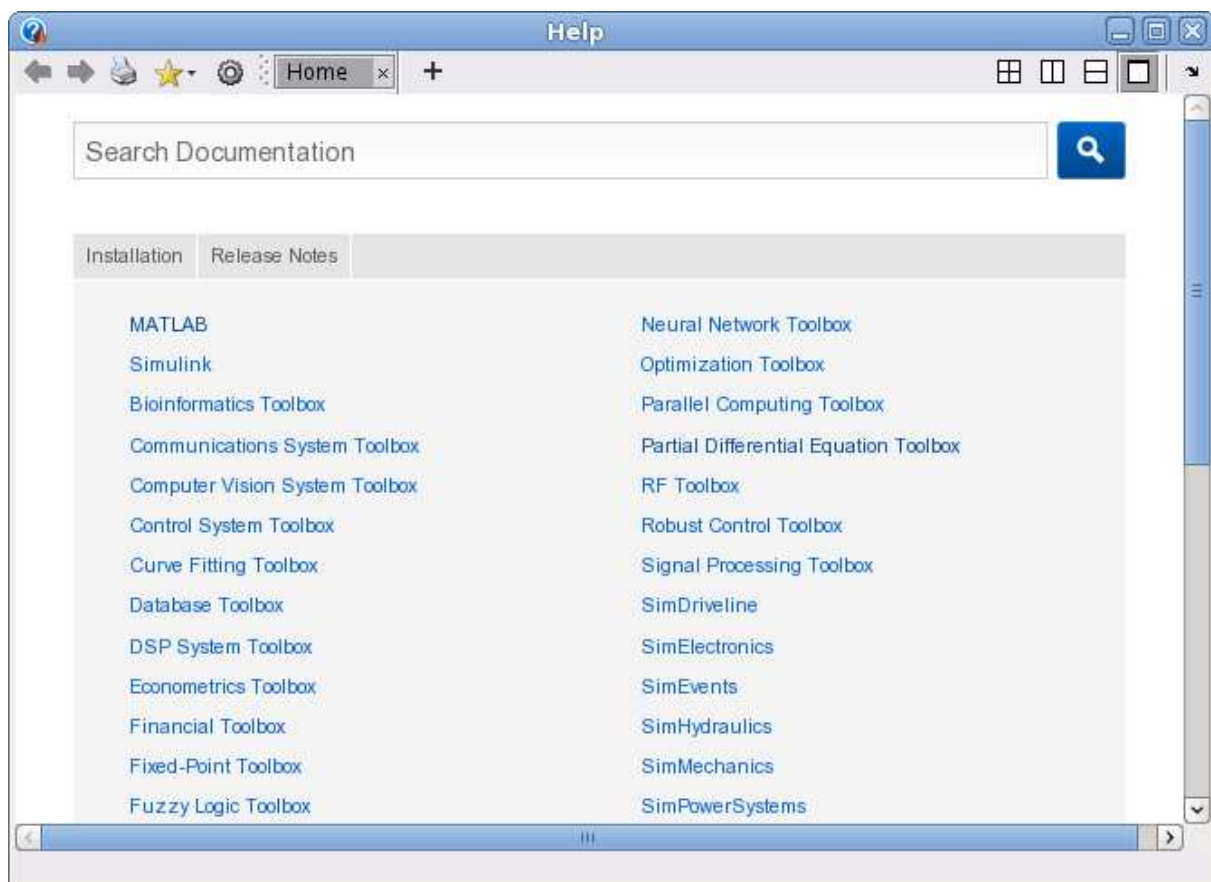 Help
Home
Search Documentation
Installation Release Notes
MATLAB
Simulink
Bioinformatics Toolbox
Communications System Toolbox
Computer Vision System Toolbox
Control System Toolbox
Curve Fitting Toolbox
Database Toolbox
DSP System Toolbox
Econometrics Toolbox
Financial Toolbox
Fixed-Point Toolbox
Fuzzy Logic Toolbox
Neural Network Toolbox
Optimization Toolbox
Parallel Computing Toolbox
Partial Differential Equation Toolbox
RF Toolbox
Robust Control Toolbox
Signal Processing Toolbox
SimDriveline
SimElectronics
SimEvents
SimHydraulics
SimMechanics
SimPowerSystems